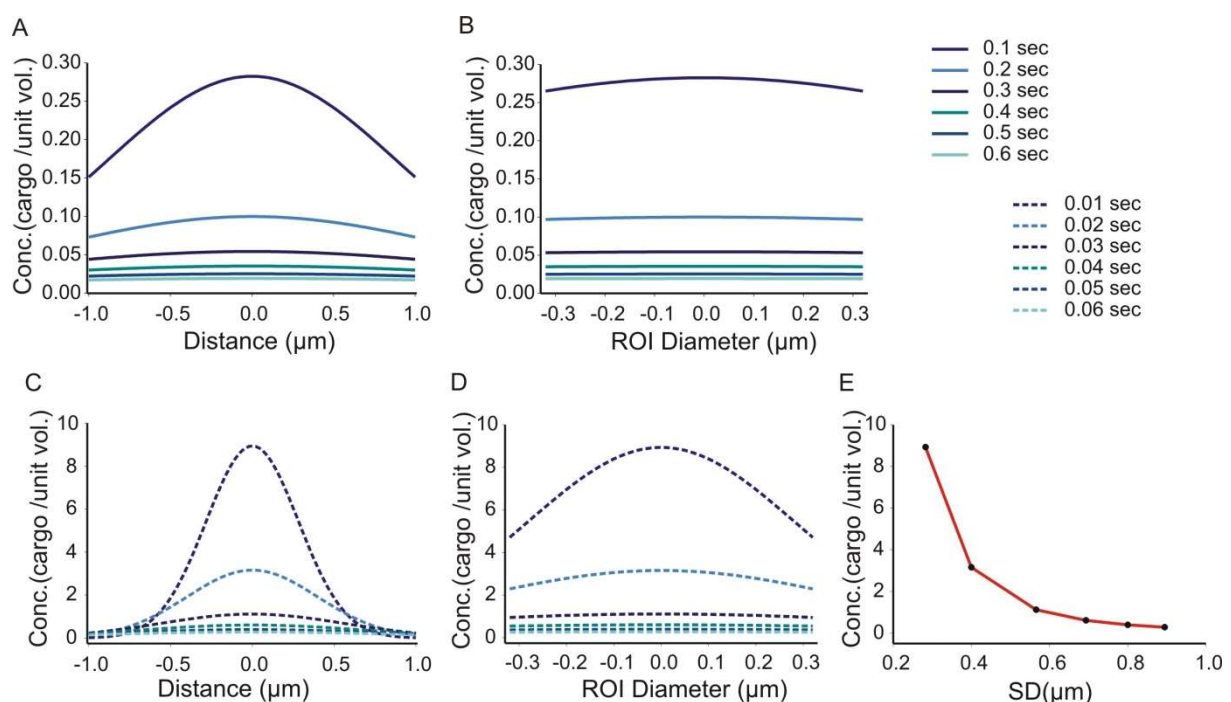 A
Conc.(cargo /unit vol.)
0.30
0.25
0.20
0.15
0.10
0.05
0.00
-1.0 -0.5 0.0 0.5 1.0
Distance (µm)
B
Conc.(cargo /unit vol.)
0.30
0.25
0.20
0.15
0.10
0.05
0.00
-0.3 -0.2 -0.1 0.0 0.1 0.2 0.3
ROI Diameter (µm)
0.1 sec
0.2 sec
0.3 sec
0.4 sec
0.5 sec
0.6 sec
0.01 sec
0.02 sec
0.03 sec
0.04 sec
0.05 sec
0.06 sec
C
Conc.(cargo /unit vol.)
10
8
6
4
2
0
-1.0 -0.5 0.0 0.5 1.0
Distance (µm)
D
Conc.(cargo /unit vol.)
10
8
6
4
2
0
-0.3 -0.2 -0.1 0.0 0.1 0.2 0.3
ROI Diameter (µm)
E
Conc.(cargo /unit vol.)
10
8
6
4
2
0
0.2 0.4 0.6 0.8 1.0
SD(µm)